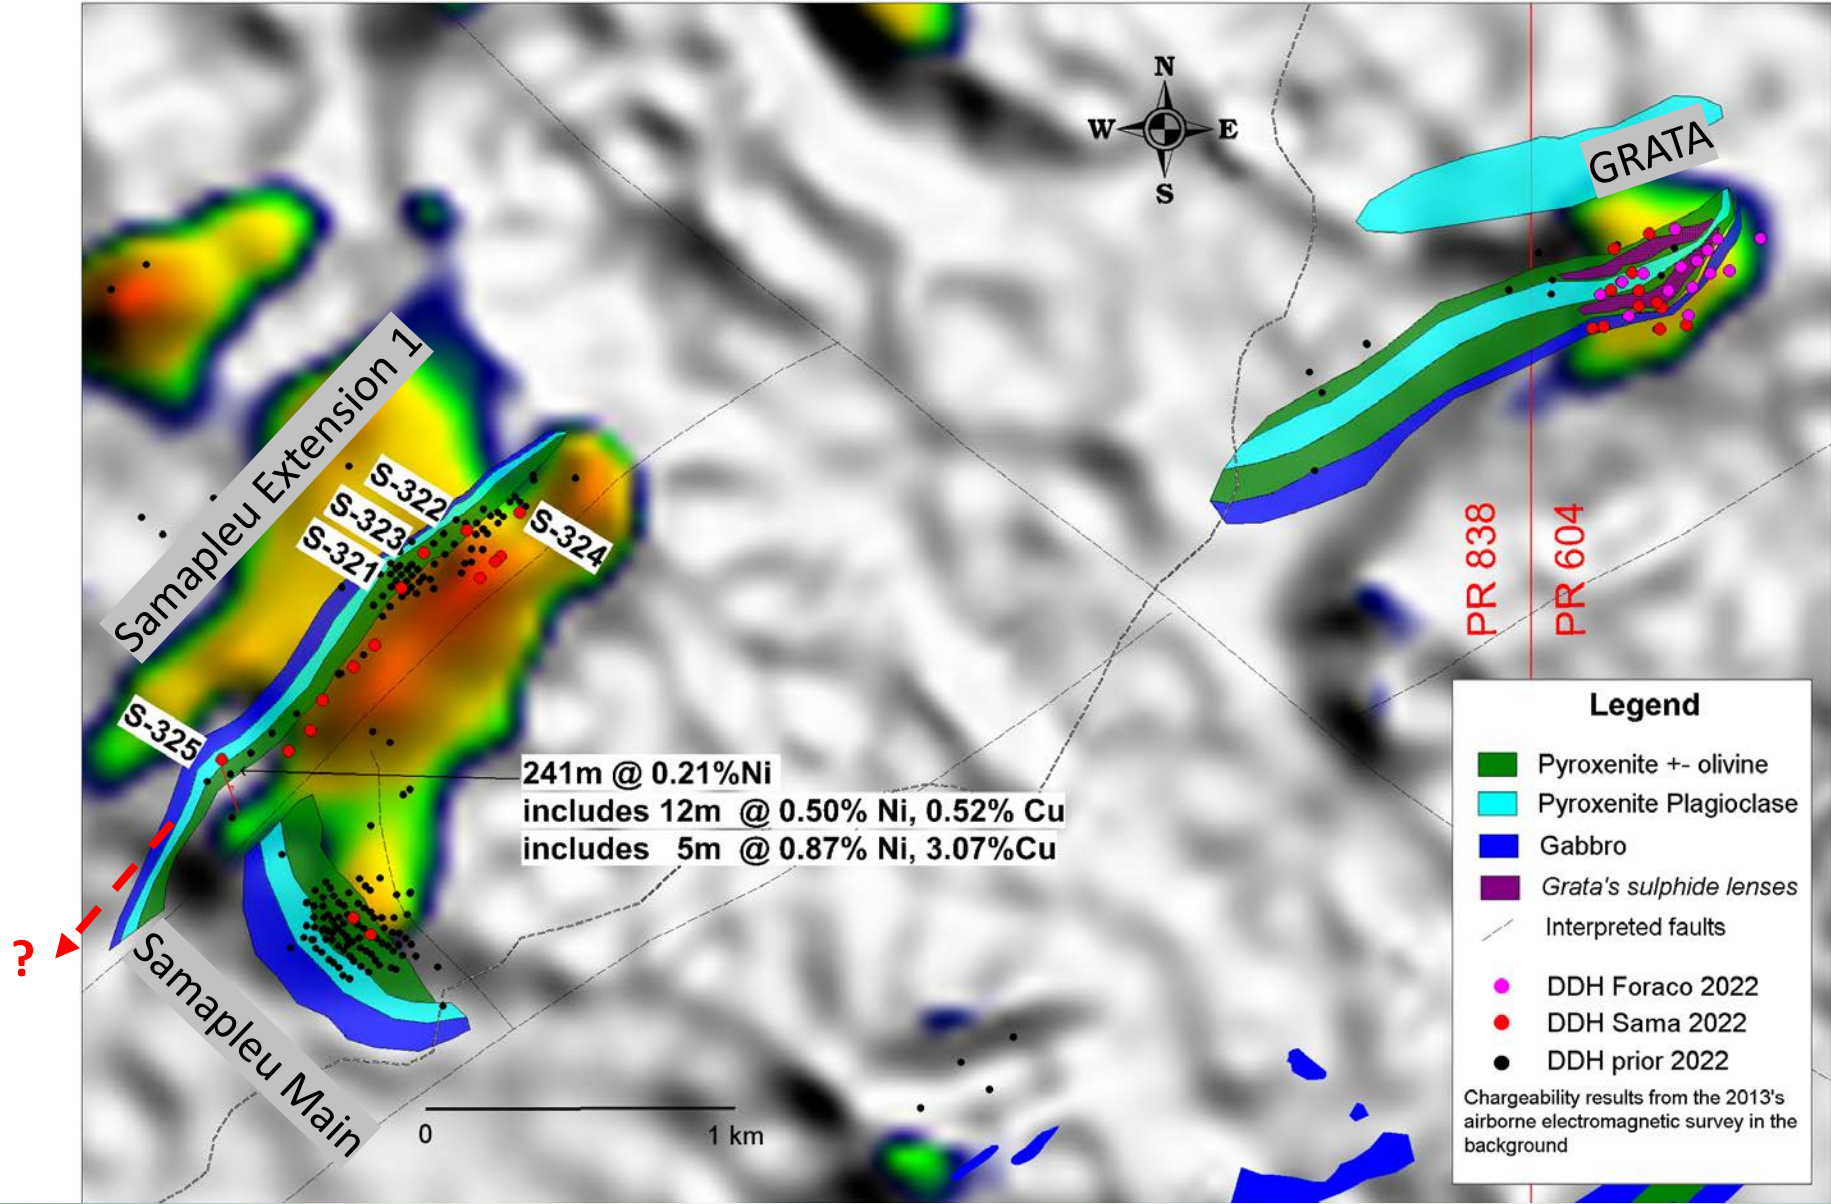 N
W E
S
GRATA
Samapleu Extension 1
S-322
S-323
S-321
S-324
S-325
PR 838
PR 604
241m @ 0.21%Ni
includes 12m @ 0.50% Ni, 0.52% Cu
includes 5m @ 0.87% Ni, 3.07%Cu
?
Samapleu Main
0 1 km
Legend
Pyroxenite +- olivine
Pyroxenite Plagioclase
Gabbro
Grata's sulphide lenses
Interpreted faults
DDH Foraco 2022
DDH Sama 2022
DDH prior 2022
Chargeability results from the 2013's
airborne electromagnetic survey in the
background